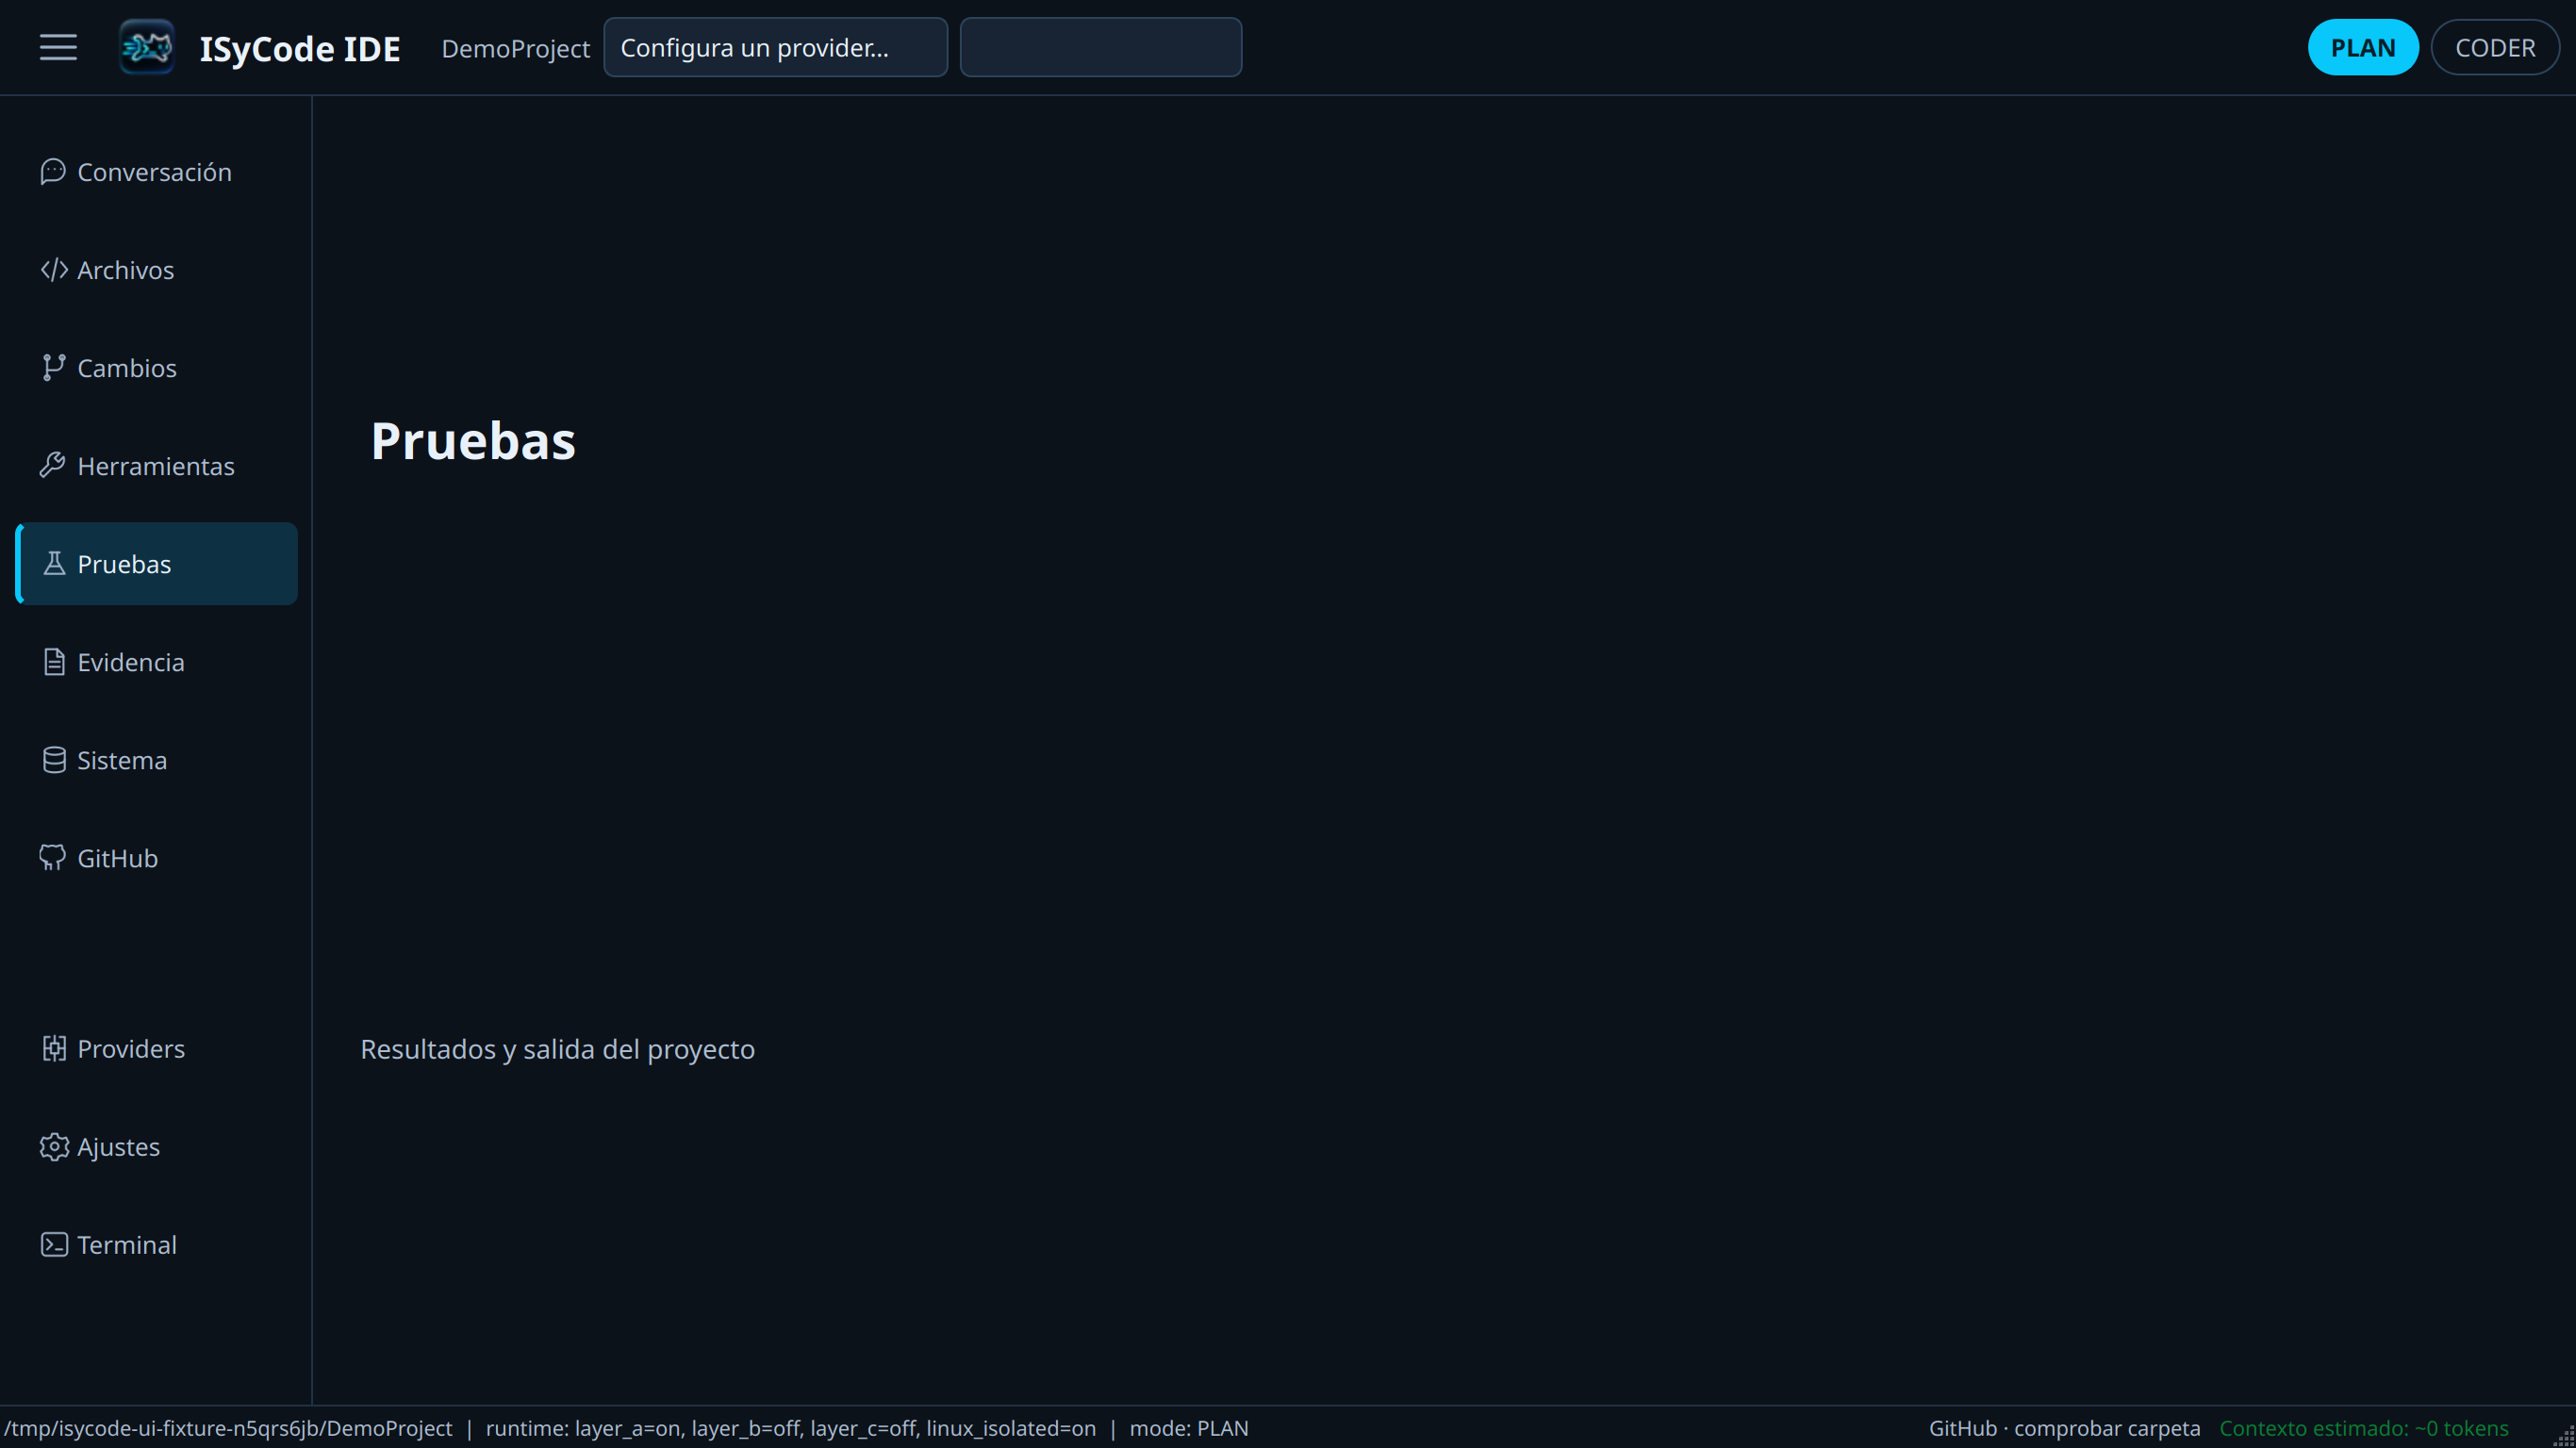 ISyCode IDE
DemoProject
Configura un provider...
PLAN
CODER
Conversación
Archivos
Cambios
Herramientas
Pruebas
Evidencia
Sistema
GitHub
Providers
Ajustes
Terminal
Pruebas
Resultados y salida del proyecto
/tmp/isycode-ui-fixture-n5qrs6jb/DemoProject | runtime: layer_a=on, layer_b=off, layer_c=off, linux_isolated=on | mode: PLAN
GitHub · comprobar carpeta
Contexto estimado: ~0 tokens